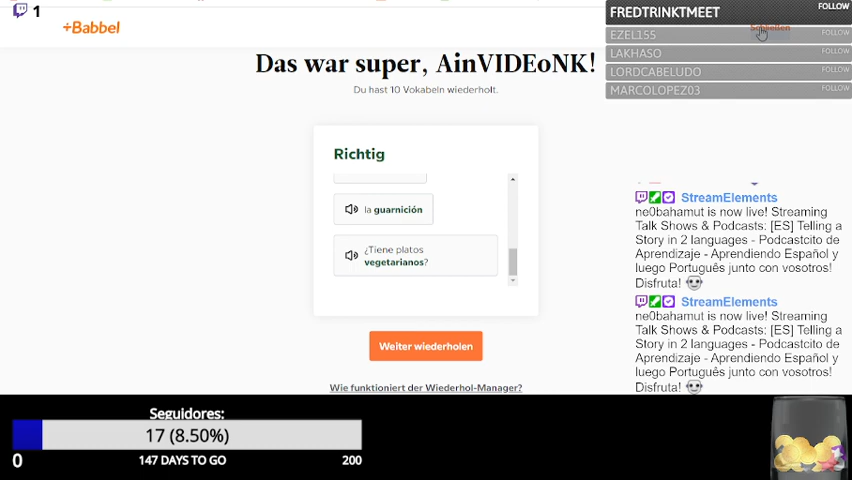 1
+Babbel
FREDTRINKTMEET
FOLLOW
EZEL155
FOLLOW
Schließen
LAKHASO
FOLLOW
LORDCABELUDO
FOLLOW
MARCOLOPEZ03
FOLLOW
Das war super, AinVIDEoNK!
Du hast 10 Vokabeln wiederholt.
Richtig
la guarnición
¿Tiene platos
vegetarianos?
Weiter wiederholen
Wie funktioniert der Wiederhol-Manager?
StreamElements
ne0bahamut is now live! Streaming
Talk Shows & Podcasts: [ES] Telling a
Story in 2 languages - Podcastcito de
Aprendizaje - Aprendiendo Español y
luego Português junto con vosotros!
Disfruta!
StreamElements
ne0bahamut is now live! Streaming
Talk Shows & Podcasts: [ES] Telling a
Story in 2 languages - Podcastcito de
Aprendizaje - Aprendiendo Español y
luego Português junto con vosotros!
Disfruta!
Seguidores:
17 (8.50%)
0
147 DAYS TO GO
200